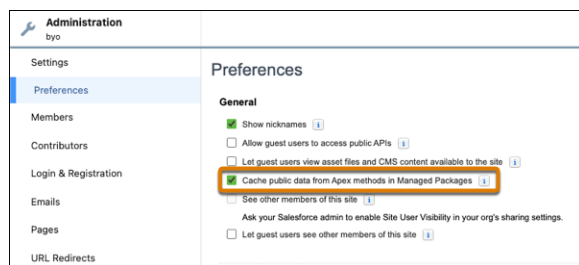 Administration
byo
Settings
Preferences
Members
Contributors
Login & Registration
Emails
Pages
URL Redirects
Preferences
General
Show nicknames i
Allow guest users to access public APIs i
Let guest users view asset files and CMS content available to the site i
Cache public data from Apex methods in Managed Packages i
See other members of this site i
Ask your Salesforce admin to enable Site User Visibility in your org's sharing settings.
Let guest users see other members of this site i